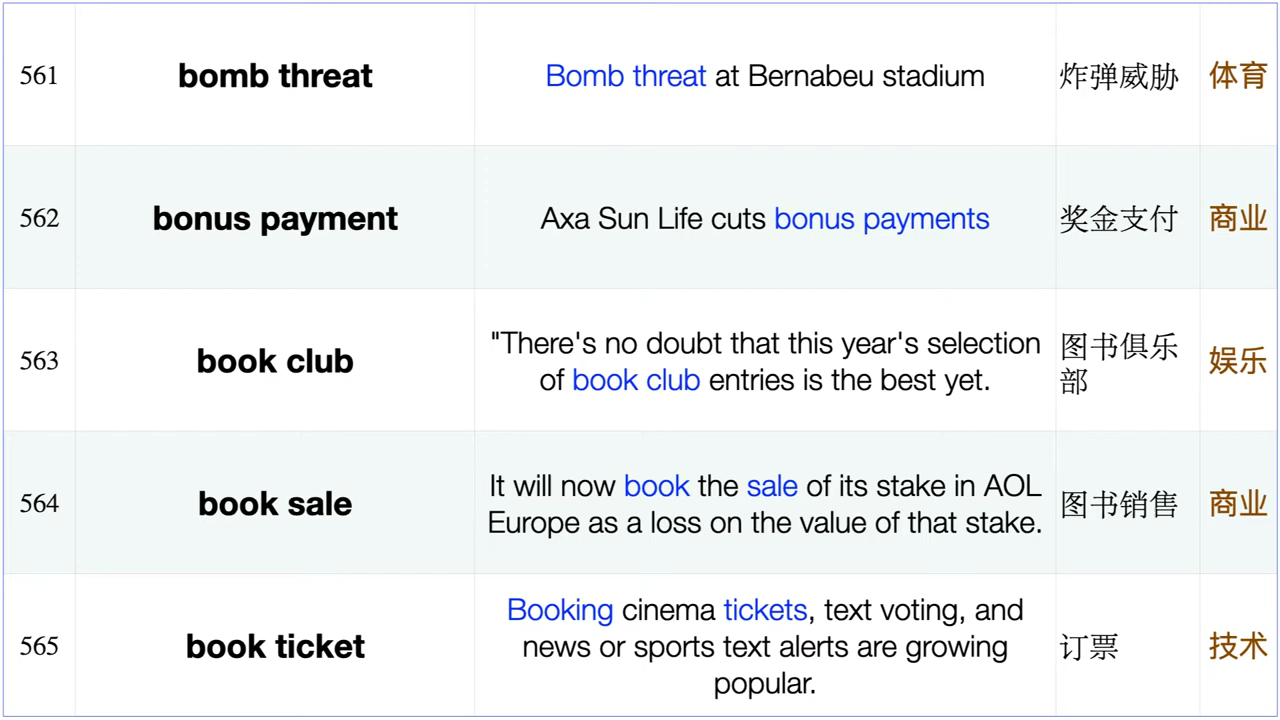 561 bomb threat Bomb threat at Bernabeu stadium 炸弹威胁 体育
562 bonus payment Axa Sun Life cuts bonus payments 奖金支付 商业
563 book club "There's no doubt that this year's selection of book club entries is the best yet. 图书俱乐部 娱乐
564 book sale It will now book the sale of its stake in AOL Europe as a loss on the value of that stake. 图书销售 商业
565 book ticket Booking cinema tickets, text voting, and news or sports text alerts are growing popular. 订票 技术